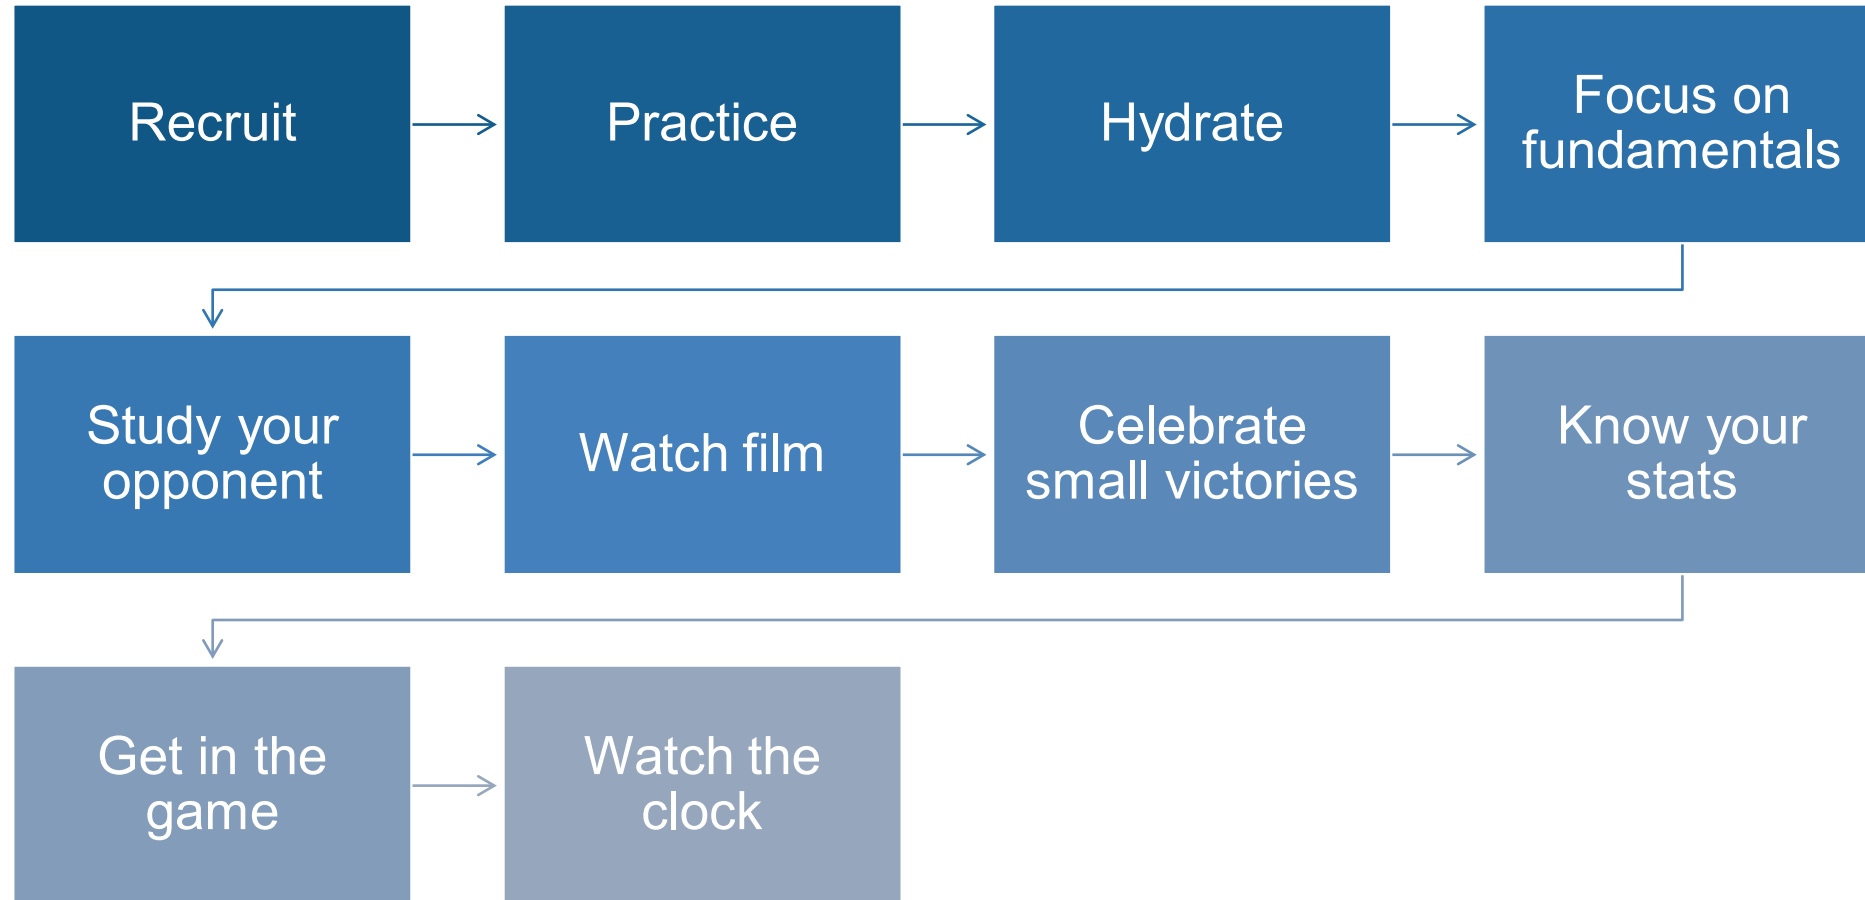 Recruit
Practice
Hydrate
Focus on
fundamentals
Study your
opponent
Watch film
Celebrate
small victories
Know your
stats
Get in the
game
Watch the
clock